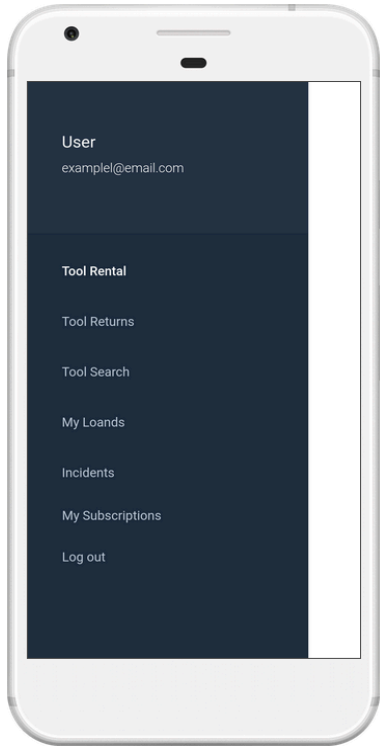 User
examplel@email.com
Tool Rental
Tool Returns
Tool Search
My Loands
Incidents
My Subscriptions
Log out